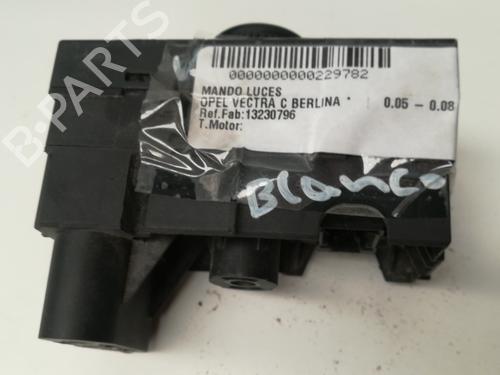 0000000000229782
MANDO LUCES
OPEL VECTRA C BERLINA * 0.05 - 0.08
Ref.Fab:13230796
T.Motor:
Blanco
B-PARTS